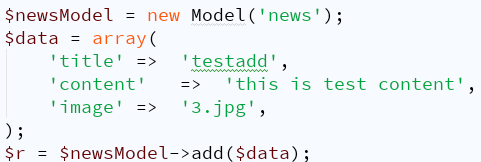 $newsModel = new Model('news');
$data = array(
    'title' =>  'testadd',
    'content'   =>  'this is test content',
    'image' =>  '3.jpg',
);
$r = $newsModel->add($data);